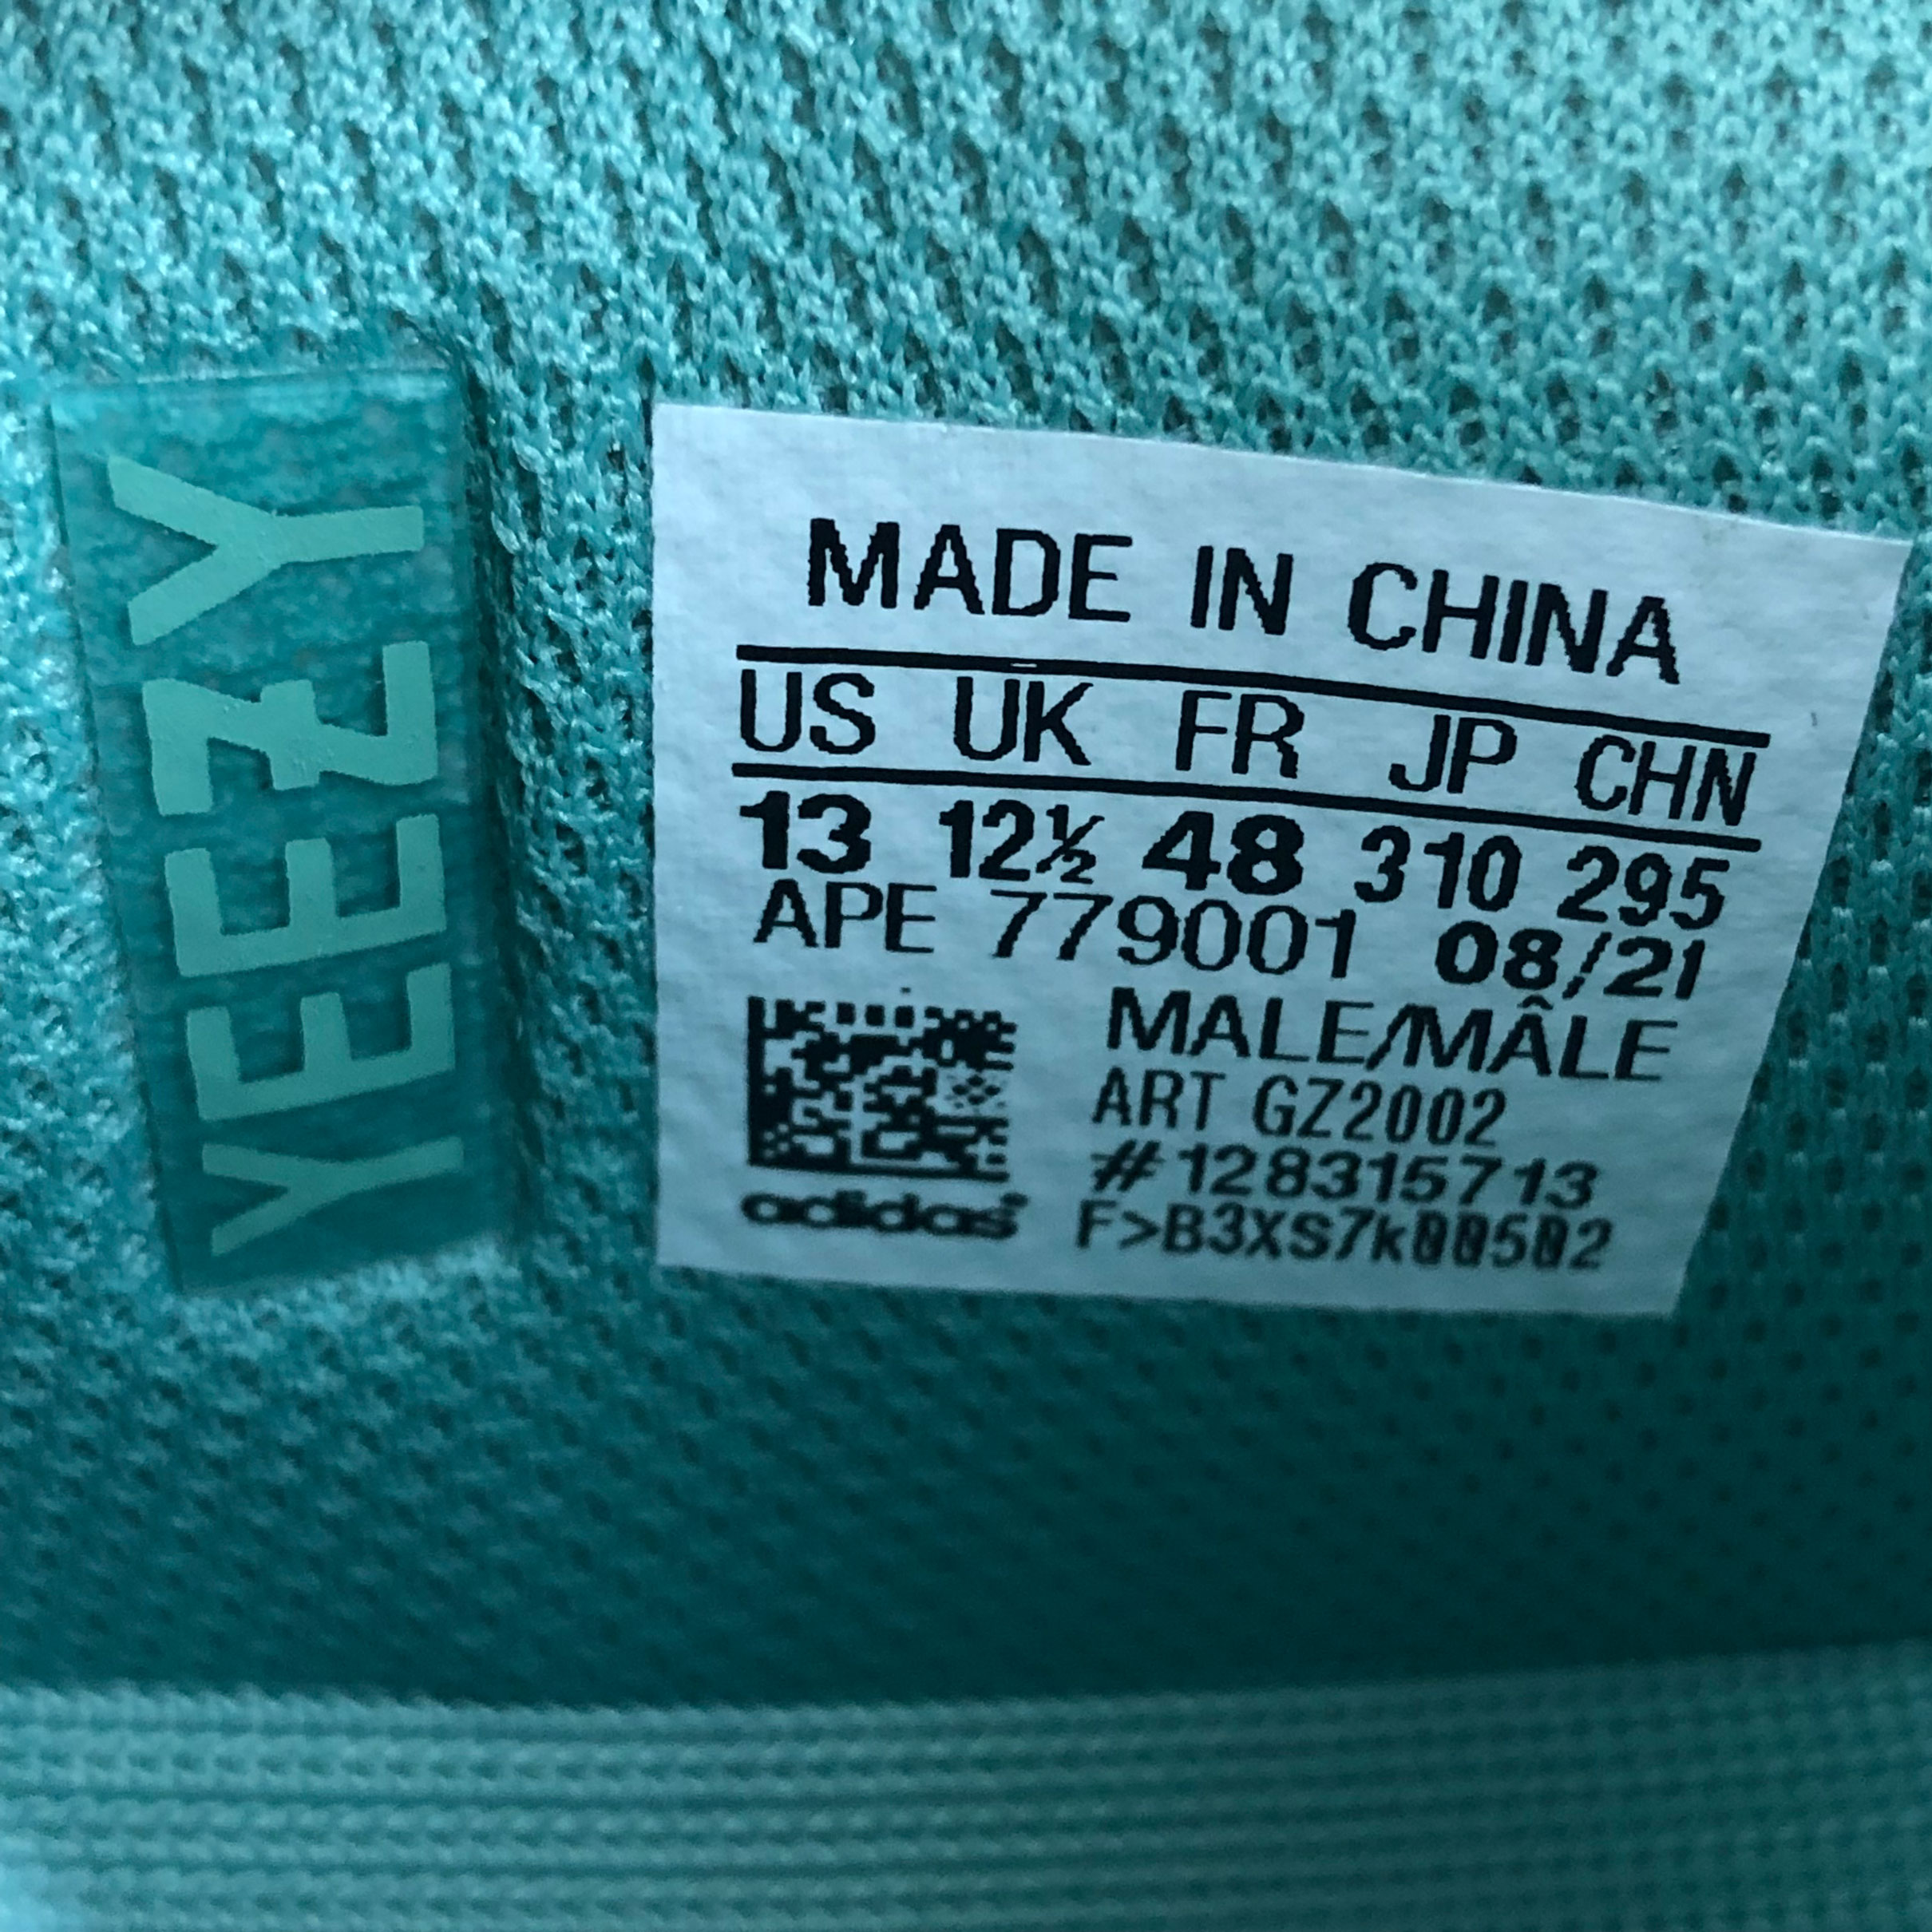 YEEZY
MADE IN CHINA
US UK FR JP CHN
13 12½ 48 310 295
APE 779001 08/21
MALE/MÂLE
ART GZ2002
#128315713
adidas
F>B3XS7k00502